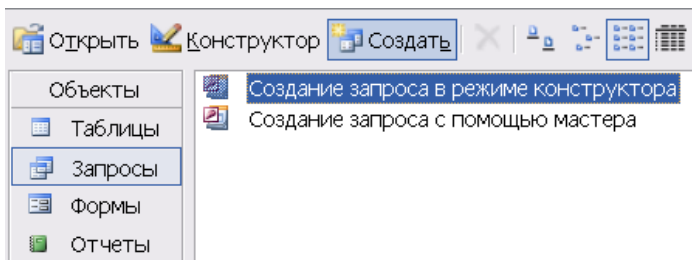 Открыть Конструктор Создать
Объекты
Таблицы
Запросы
Формы
Отчеты
Создание запроса в режиме конструктора
Создание запроса с помощью мастера